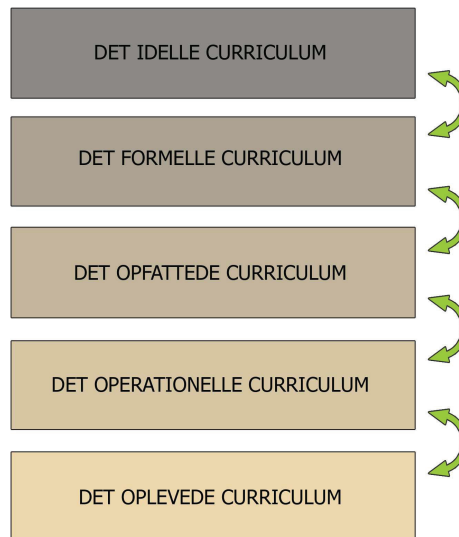 DET IDELLE CURRICULUM
DET FORMELLE CURRICULUM
DET OPFATTEDE CURRICULUM
DET OPERATIONELLE CURRICULUM
DET OPLEVEDE CURRICULUM